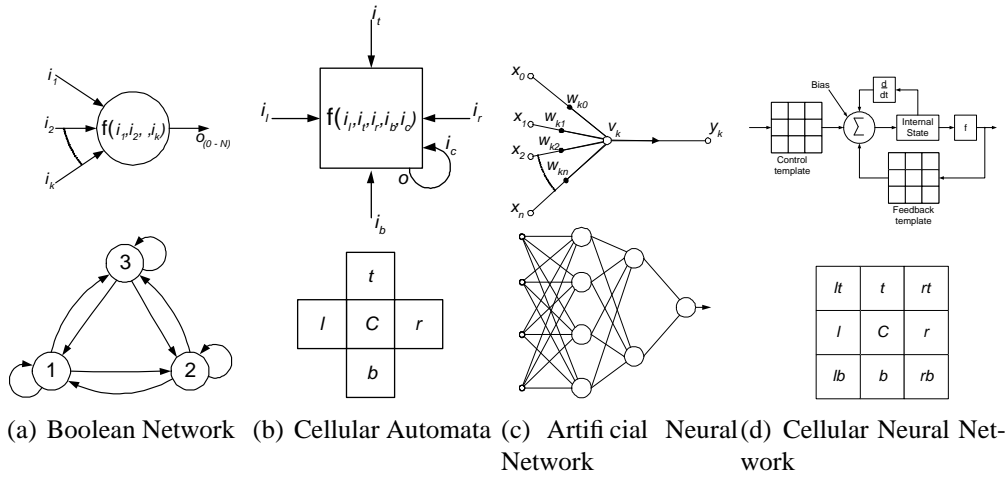 i1
i2
ik
f(i1,i2, ,ik)
o(0 - N)
it
il
f(il,it,ir,ib,ic)
ir
ic
o
ib
x0
x1
x2
xn
wk0
wk1
wk2
wkn
vk
yk
Bias
d
dt
Σ
Internal
State
f
Control
template
Feedback
template
3
1
2
t
l C r
b
lt t rt
l C r
lb b rb
(a) Boolean Network
(b) Cellular Automata
(c) Artificial Neural
Network
(d) Cellular Neural Net-
work